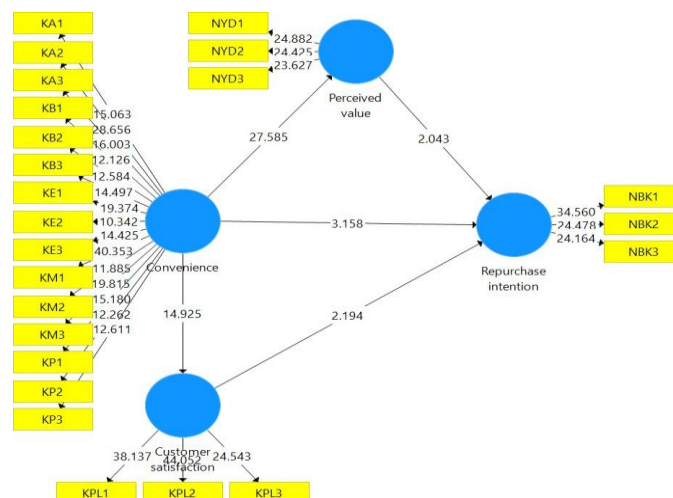 KA1
KA2
KA3
KB1
KB2
KB3
KE1
KE2
KE3
KM1
KM2
KM3
KP1
KP2
KP3
15.063
28.656
16.003
12.126
12.584
14.497
19.374
10.342
14.425
40.353
11.885
19.815
15.180
12.262
12.611
Convenience
NYD1
NYD2
NYD3
24.882
24.425
23.627
Perceived
value
27.585
2.043
3.158
14.925
2.194
Repurchase
intention
34.560
24.478
24.164
NBK1
NBK2
NBK3
Customer
satisfaction
38.137
44.052
24.543
KPL1
KPL2
KPL3